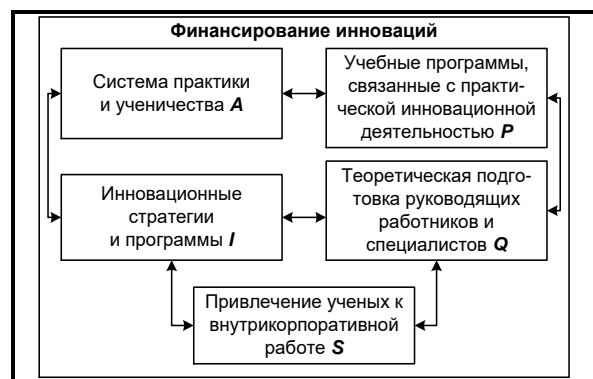 Финансирование инноваций
Система практики
и ученичества A
Учебные программы,
связанные с практи-
ческой инновационной
деятельностью P
Инновационные
стратегии
и программы I
Теоретическая подго-
товка руководящих
работников и
специалистов Q
Привлечение ученых к
внутрикорпоративной
работе S